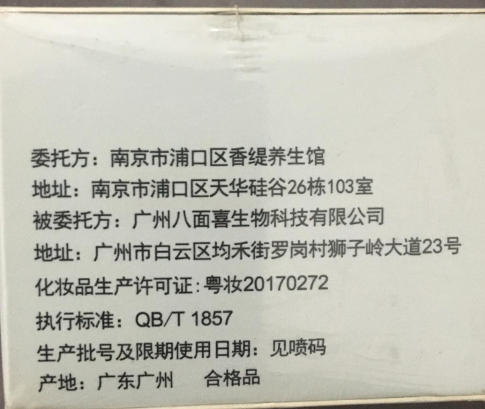 委托方：南京市浦口区香缇养生馆
地址：南京市浦口区天华硅谷26栋103室
被委托方：广州八面喜生物科技有限公司
地址：广州市白云区均禾街罗岗村狮子岭大道23号
化妆品生产许可证：粤妆20170272
执行标准：QB/T 1857
生产批号及限期使用日期：见喷码
产地：广东广州 合格品